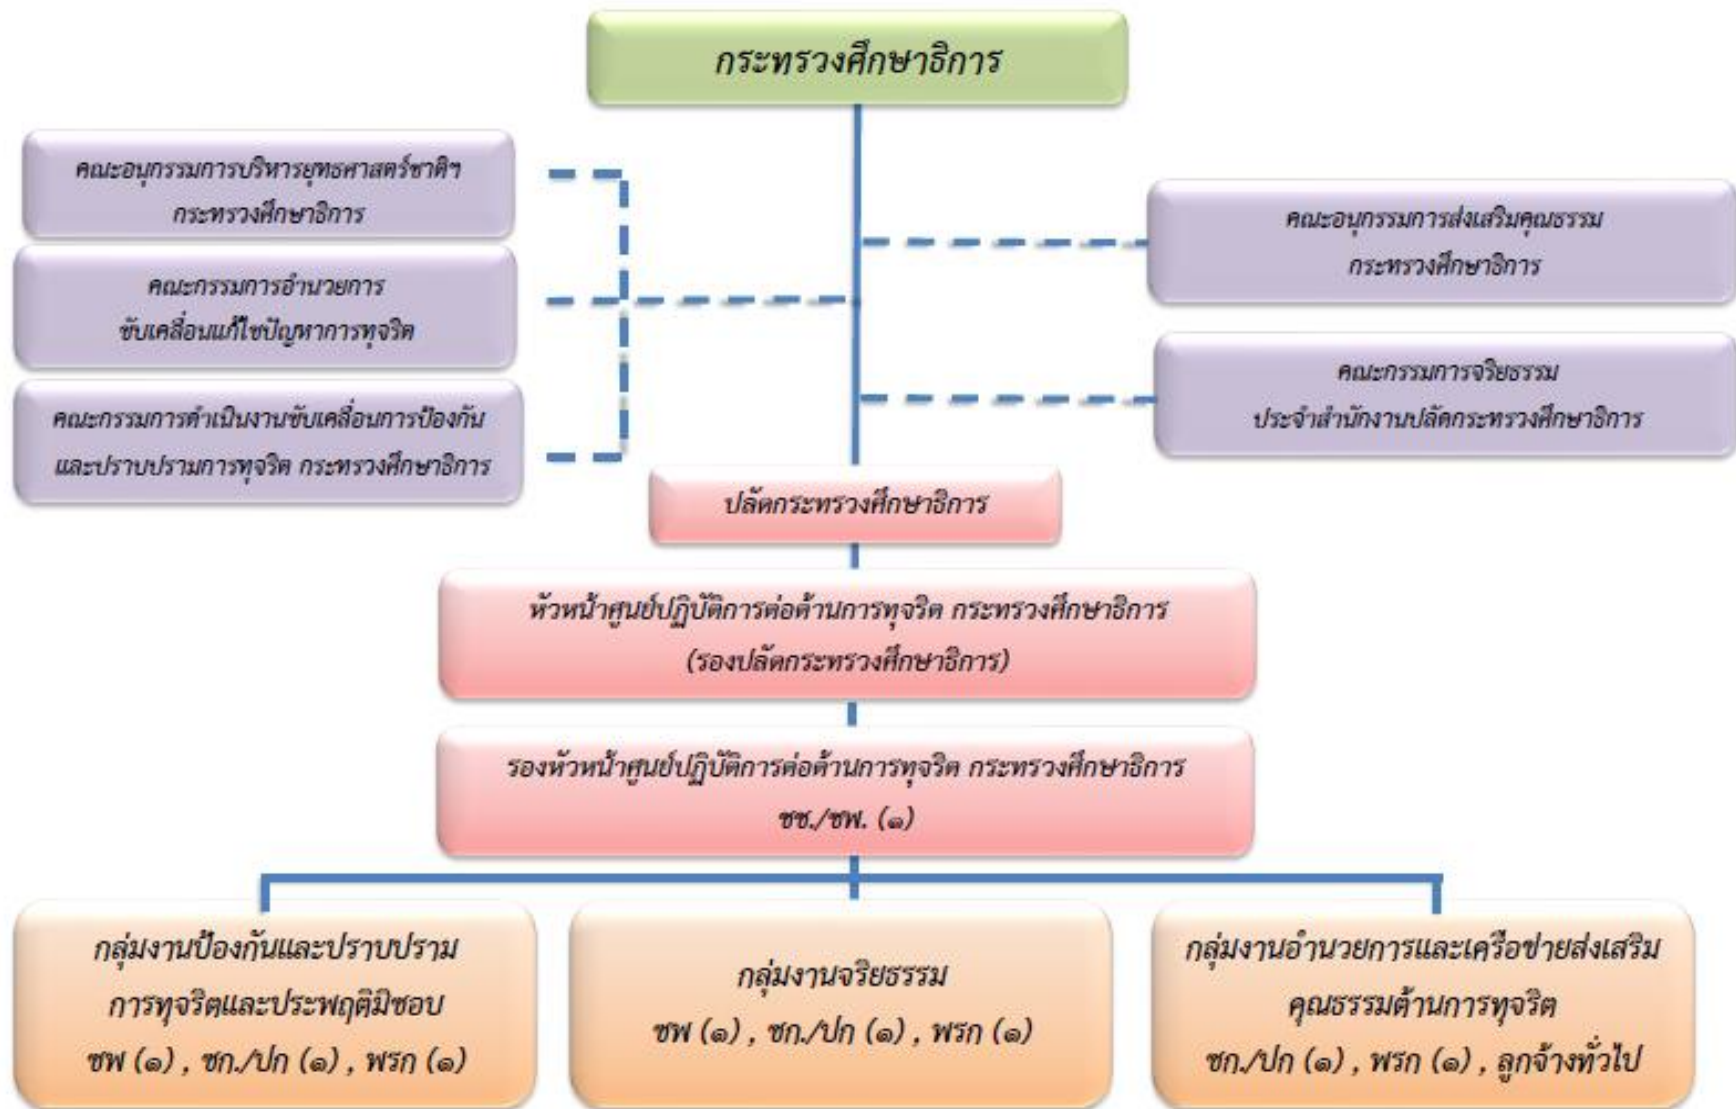 กระทรวงศึกษาธิการ
คณะอนุกรรมการบริหารยุทธศาสตร์ชาติฯ
กระทรวงศึกษาธิการ
คณะกรรมการอำนวยการ
ขับเคลื่อนแก้ไขปัญหาการทุจริต
คณะกรรมการดำเนินงานขับเคลื่อนการป้องกัน
และปราบปรามการทุจริต กระทรวงศึกษาธิการ
คณะอนุกรรมการส่งเสริมคุณธรรม
กระทรวงศึกษาธิการ
คณะกรรมการจริยธรรม
ประจำสำนักงานปลัดกระทรวงศึกษาธิการ
ปลัดกระทรวงศึกษาธิการ
หัวหน้าศูนย์ปฏิบัติการต่อต้านการทุจริต กระทรวงศึกษาธิการ
(รองปลัดกระทรวงศึกษาธิการ)
รองหัวหน้าศูนย์ปฏิบัติการต่อต้านการทุจริต กระทรวงศึกษาธิการ
ชช./ชพ. (๑)
กลุ่มงานป้องกันและปราบปราม
การทุจริตและประพฤติมิชอบ
ชพ (๑) , ชก./ปก (๑) , พรก (๑)
กลุ่มงานจริยธรรม
ชพ (๑) , ชก./ปก (๑) , พรก (๑)
กลุ่มงานอำนวยการและเครือข่ายส่งเสริม
คุณธรรมต้านการทุจริต
ชก./ปก (๑) , พรก (๑) , ลูกจ้างทั่วไป